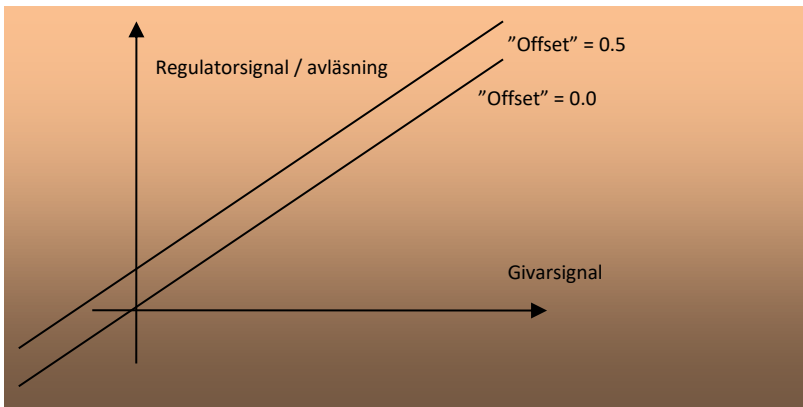 ”Offset” = 0.5
Regulatorsignal / avläsning
”Offset” = 0.0
Givarsignal